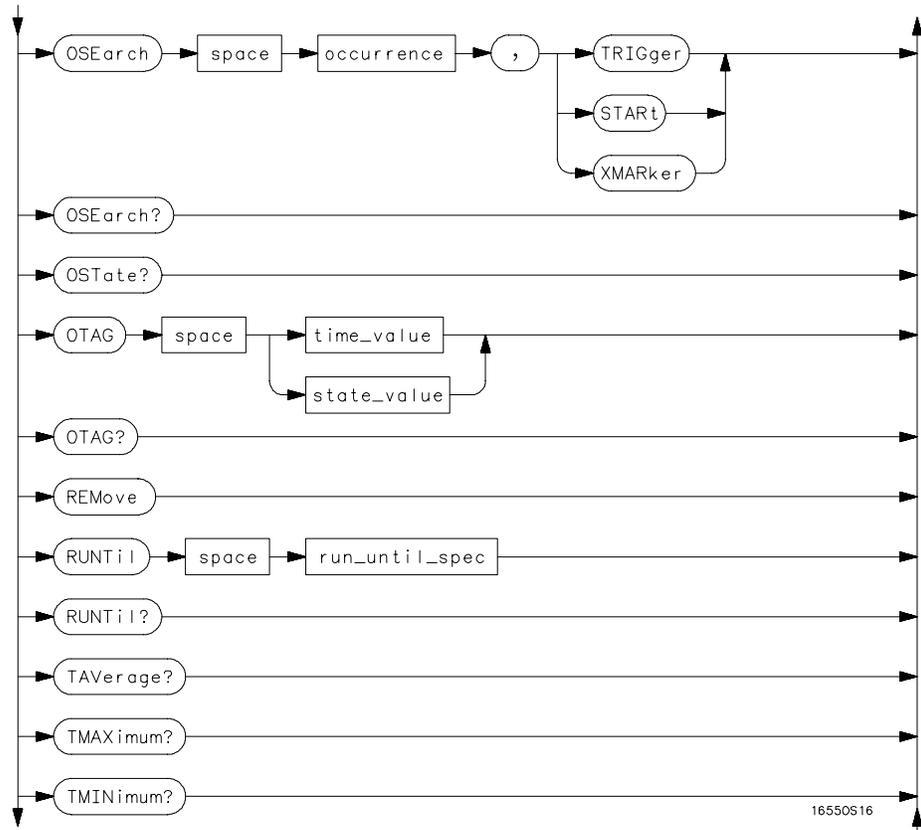 OSEarch space occurrence , TRIGger
STARt
XMARker
OSEarch?
OSTate?
OTAG space time_value
state_value
OTAG?
REMove
RUNTil space run_until_spec
RUNTil?
TAVerage?
TMAXimum?
TMINimum?
16550S16